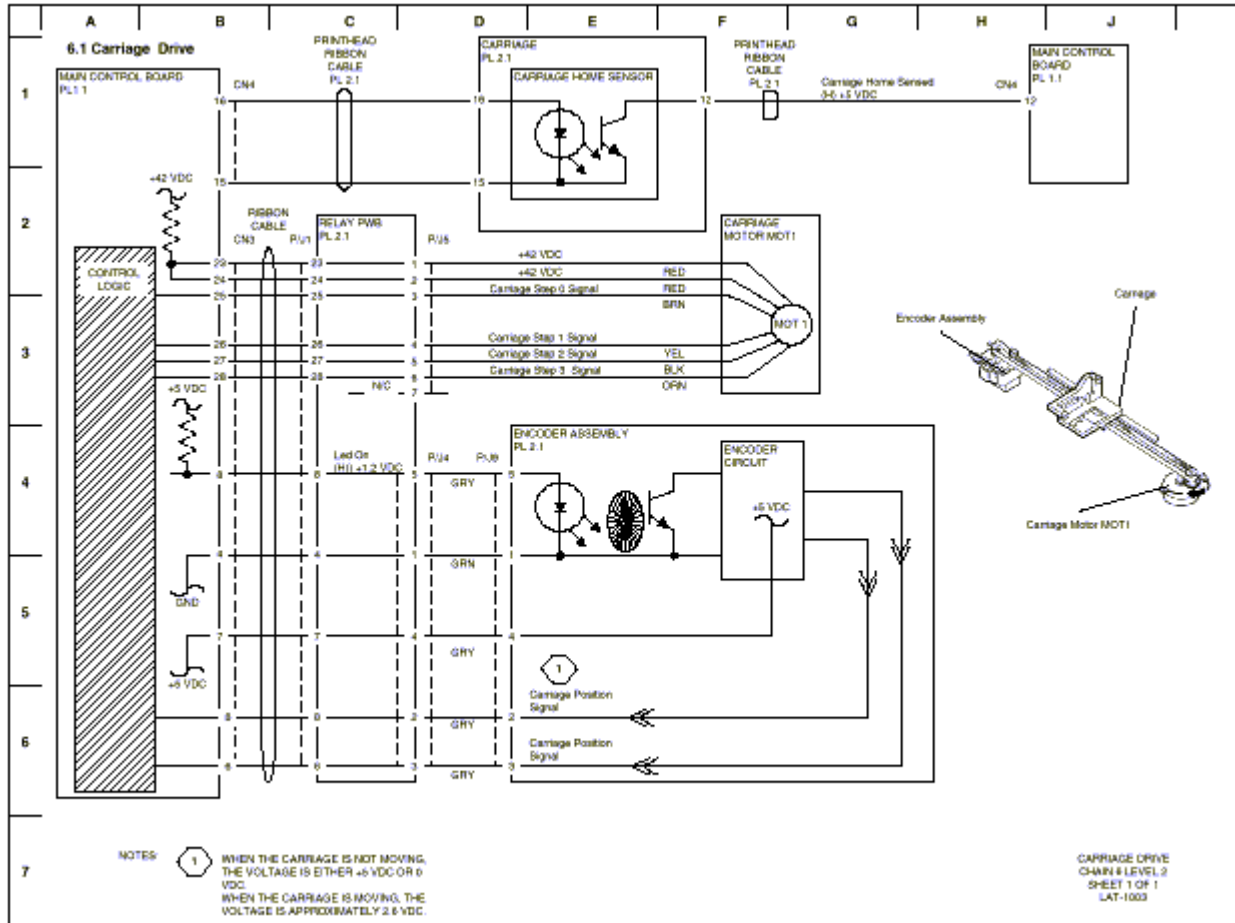 A B C D E F G H J
6.1 Carriage Drive
MAIN CONTROL BOARD
PL1 1
CN4
PRINTHEAD
RIBBON
CABLE
PL 2.1
CARRIAGE
PL 2.1
CARRIAGE HOME SENSOR
PRINTHEAD
RIBBON
CABLE
PL 2 1
Carriage Home Sensed
(H) +5 VDC
CN4
MAIN CONTROL
BOARD
PL 1.1
1
16 16 12 12
15 15
+42 VDC
2
RIBBON
CABLE
CN3
P/J1
RELAY PWB
PL 2.1
P/J5
CARRIAGE
MOTOR MOT1
CONTROL
LOGIC
23 23 1 +42 VDC
24 24 2 +42 VDC RED
25 25 3 Carriage Step 0 Signal RED
BRN
MOT 1
3
26 26 4 Carriage Step 1 Signal
27 27 5 Carriage Step 2 Signal YEL
28 28 6 Carriage Step 3 Signal BLK
N/C 7 ORN
Encoder Assembly
Carriage
Carriage Motor MOT1
+5 VDC
4
Led On
(H) +1.2 VDC
P/J4
P/J9
ENCODER ASSEMBLY
PL 2.1
ENCODER
CIRCUIT
+5 VDC
5 5
GRY
4 4 1 1
GRN
GND
5
7 7 4 4
GRY
+5 VDC
1
Carriage Position
Signal
2 2
GRY
6
Carriage Position
Signal
6 6 3 3
GRY
7
NOTES:
1
WHEN THE CARRIAGE IS NOT MOVING,
THE VOLTAGE IS EITHER +5 VDC OR 0
VDC.
WHEN THE CARRIAGE IS MOVING, THE
VOLTAGE IS APPROXIMATELY 2.6 VDC.
CARRIAGE DRIVE
CHAIN 6 LEVEL 2
SHEET 1 OF 1
LAT-1003